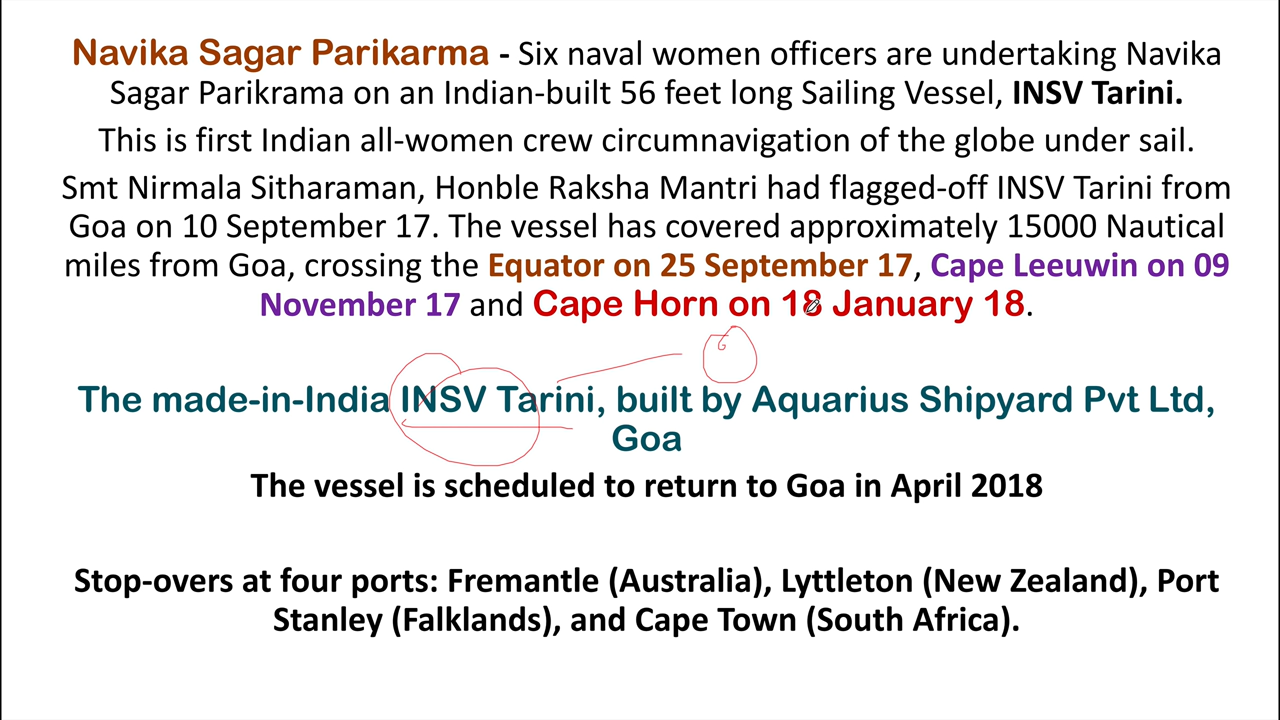 Navika Sagar Parikarma - Six naval women officers are undertaking Navika
Sagar Parikrama on an Indian-built 56 feet long Sailing Vessel, INSV Tarini.
This is first Indian all-women crew circumnavigation of the globe under sail.
Smt Nirmala Sitharaman, Honble Raksha Mantri had flagged-off INSV Tarini from
Goa on 10 September 17. The vessel has covered approximately 15000 Nautical
miles from Goa, crossing the Equator on 25 September 17, Cape Leeuwin on 09
November 17 and Cape Horn on 18 January 18.
The made-in-India INSV Tarini, built by Aquarius Shipyard Pvt Ltd,
Goa
The vessel is scheduled to return to Goa in April 2018
Stop-overs at four ports: Fremantle (Australia), Lyttleton (New Zealand), Port
Stanley (Falklands), and Cape Town (South Africa).